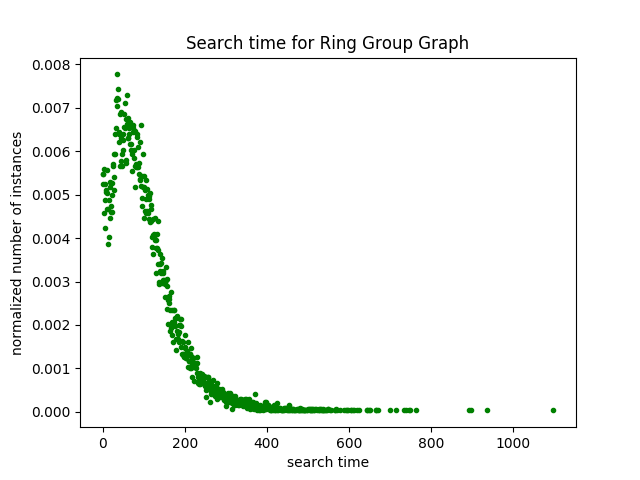 Search time for Ring Group Graph
normalized number of instances
0.008
0.007
0.006
0.005
0.004
0.003
0.002
0.001
0.000
0 200 400 600 800 1000
search time